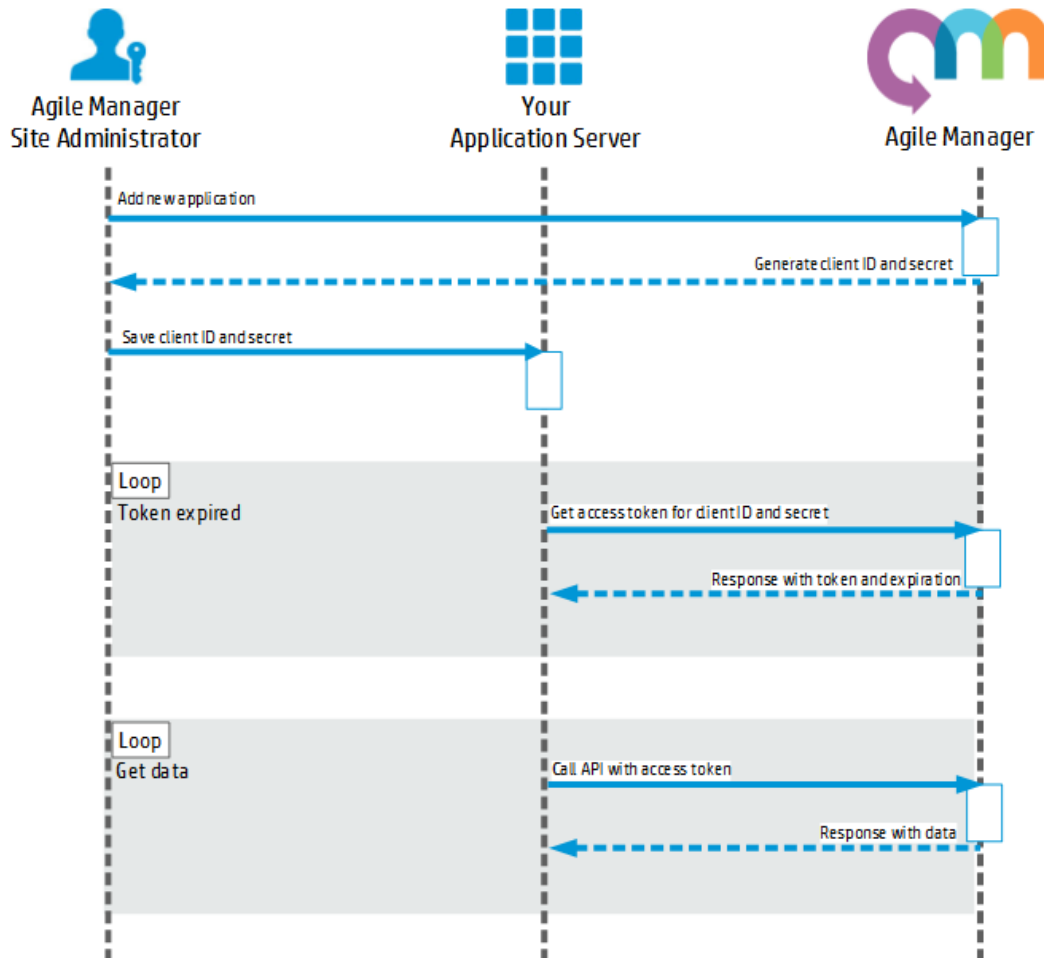 Agile Manager
Site Administrator
Your
Application Server
Agile Manager
Add new application
Generate client ID and secret
Save client ID and secret
Loop
Token expired
Get access token for client ID and secret
Response with token and expiration
Loop
Get data
Call API with access token
Response with data